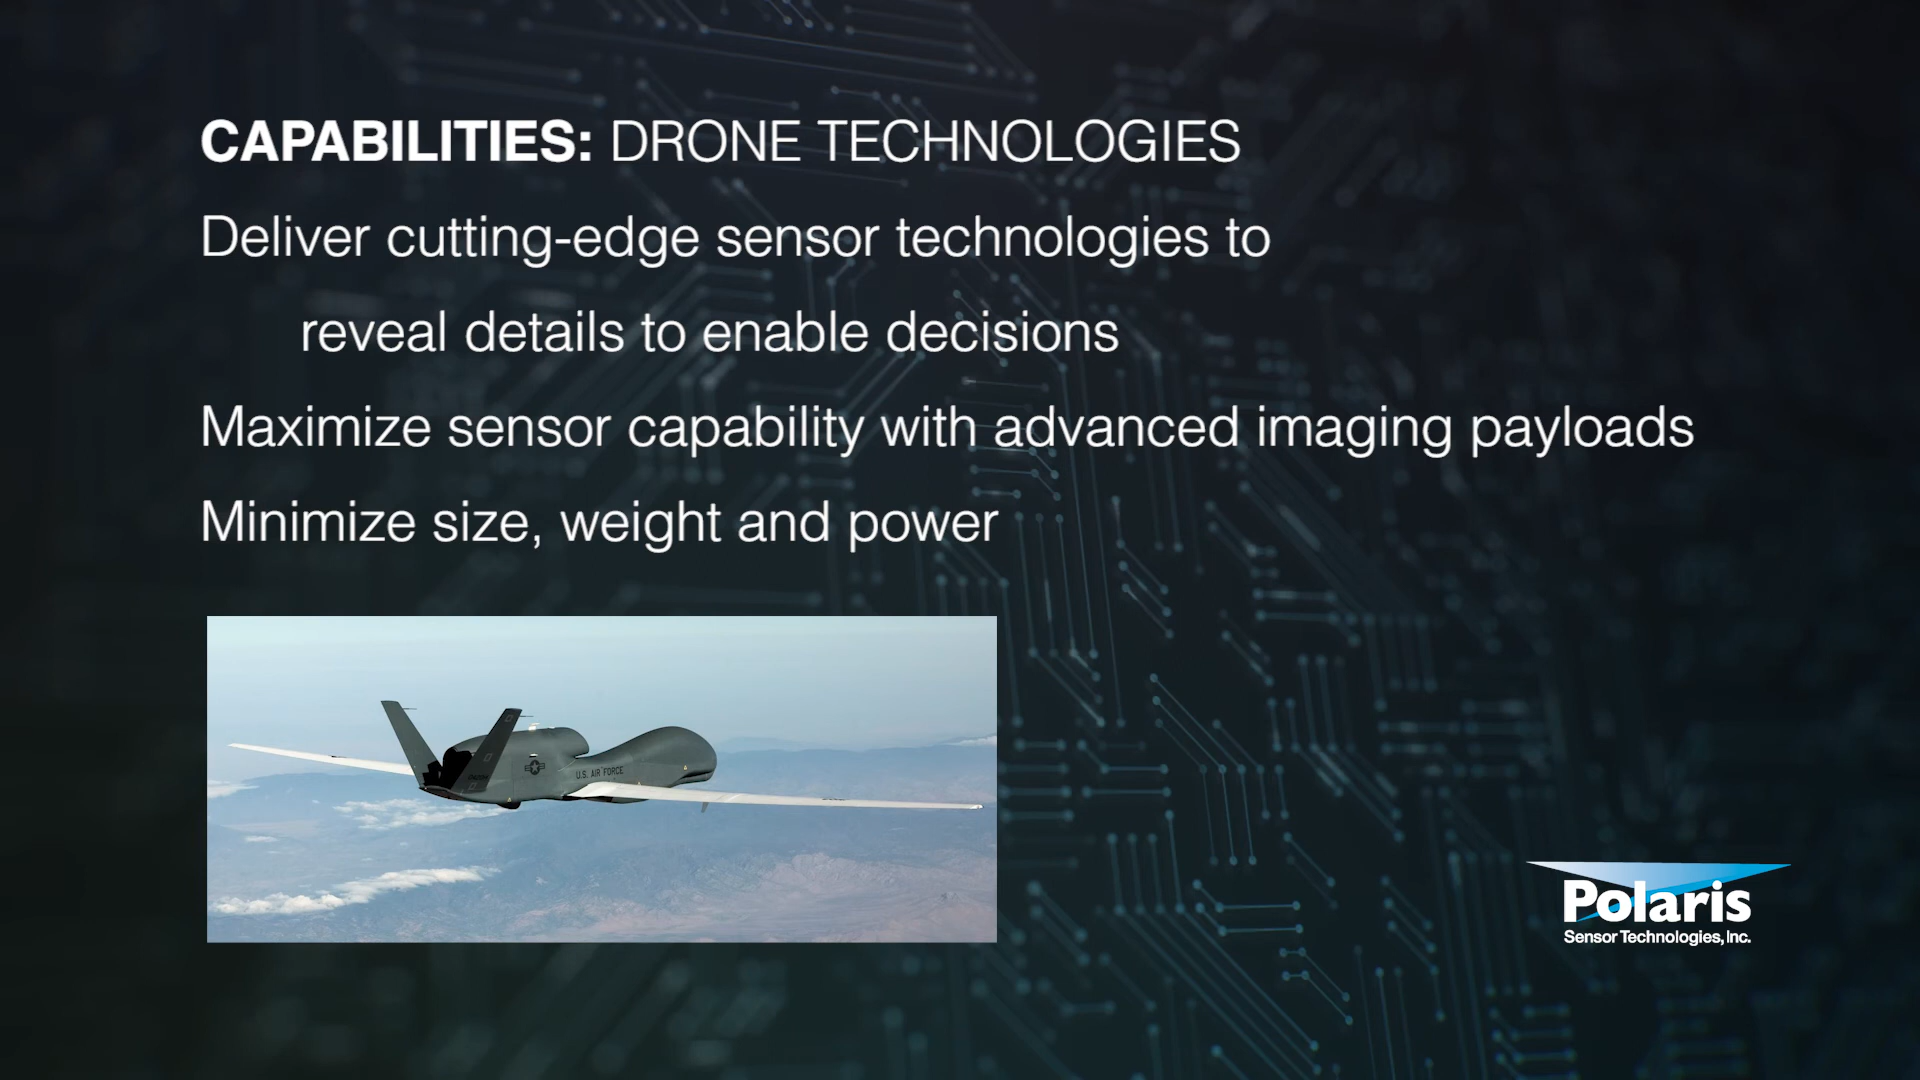 CAPABILITIES: DRONE TECHNOLOGIES
Deliver cutting-edge sensor technologies to
reveal details to enable decisions
Maximize sensor capability with advanced imaging payloads
Minimize size, weight and power
U.S. AIR FORCE
Polaris
Sensor Technologies, Inc.